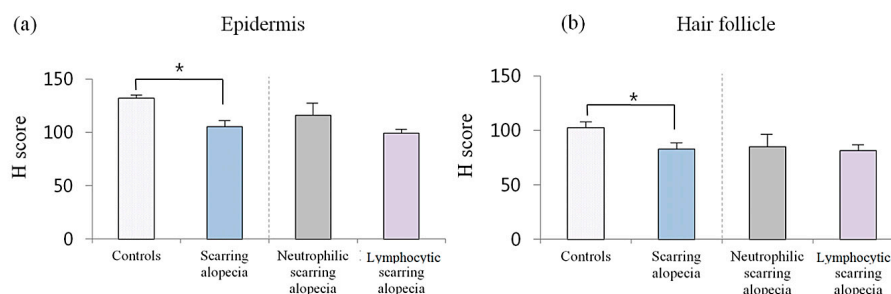 (a)
Epidermis
*
150
100
50
0
H score
Controls
Scarring
alopecia
Neutrophilic
scarring
alopecia
Lymphocytic
scarring
alopecia
(b)
Hair follicle
*
150
100
50
0
H score
Controls
Scarring
alopecia
Neutrophilic
scarring
alopecia
Lymphocytic
scarring
alopecia